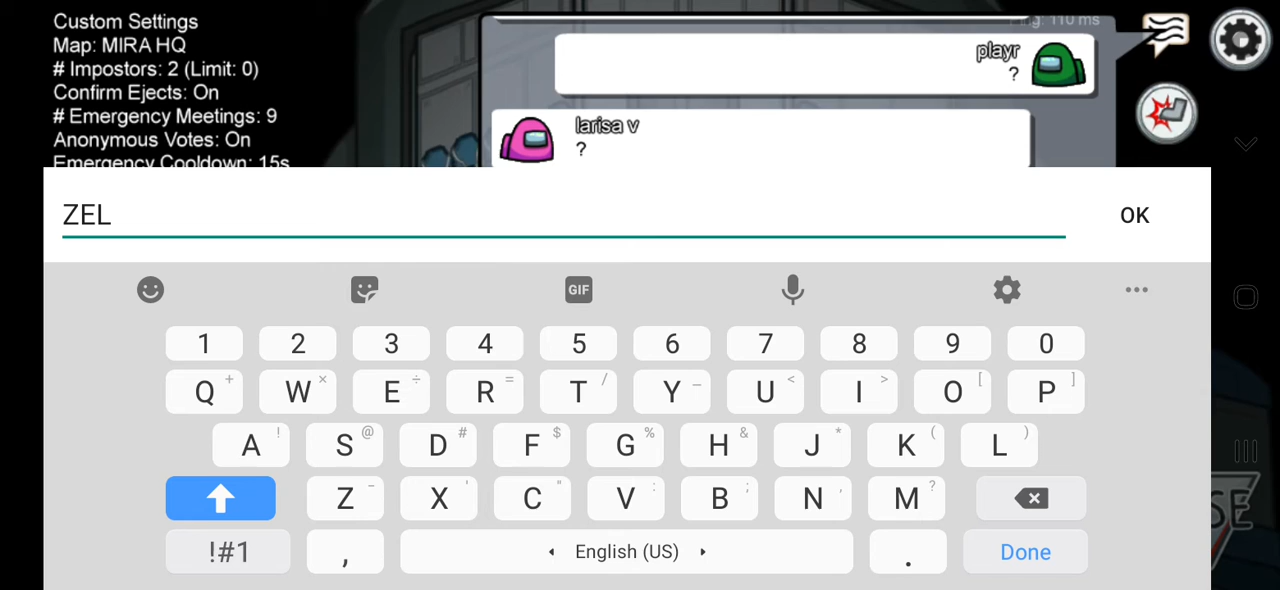 Custom Settings
Map: MIRA HQ
# Impostors: 2 (Limit: 0)
Confirm Ejects: On
# Emergency Meetings: 9
Anonymous Votes: On
Emergency Cooldown: 15s
Ping: 110 ms
playr
?
larisa v
?
ZEL
OK
GIF
1 2 3 4 5 6 7 8 9 0
Q + W × E ÷ R = T / Y _ U < I > O [ P ]
A ! S @ D # F $ G % H & J * K ( L )
Z - X ' C " V : B ; N , M ?
!#1 , English (US) . Done